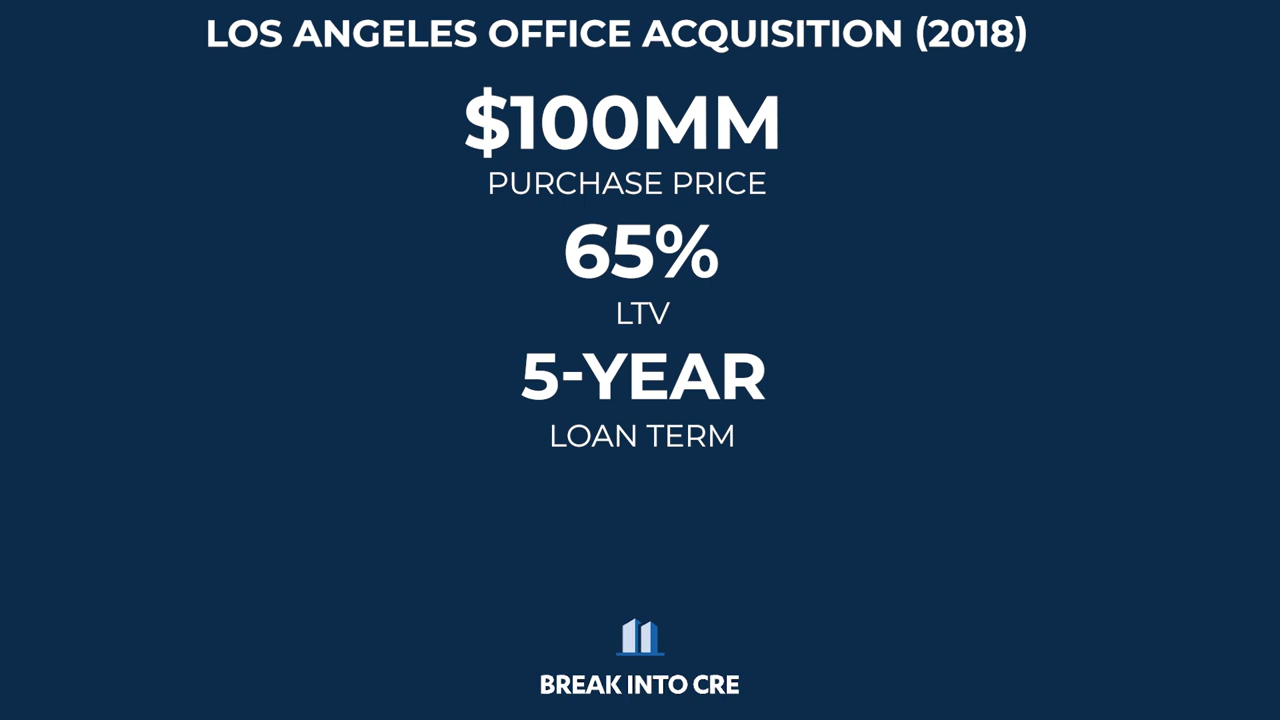 LOS ANGELES OFFICE ACQUISITION (2018)
$100MM
PURCHASE PRICE
65%
LTV
5-YEAR
LOAN TERM
BREAK INTO CRE